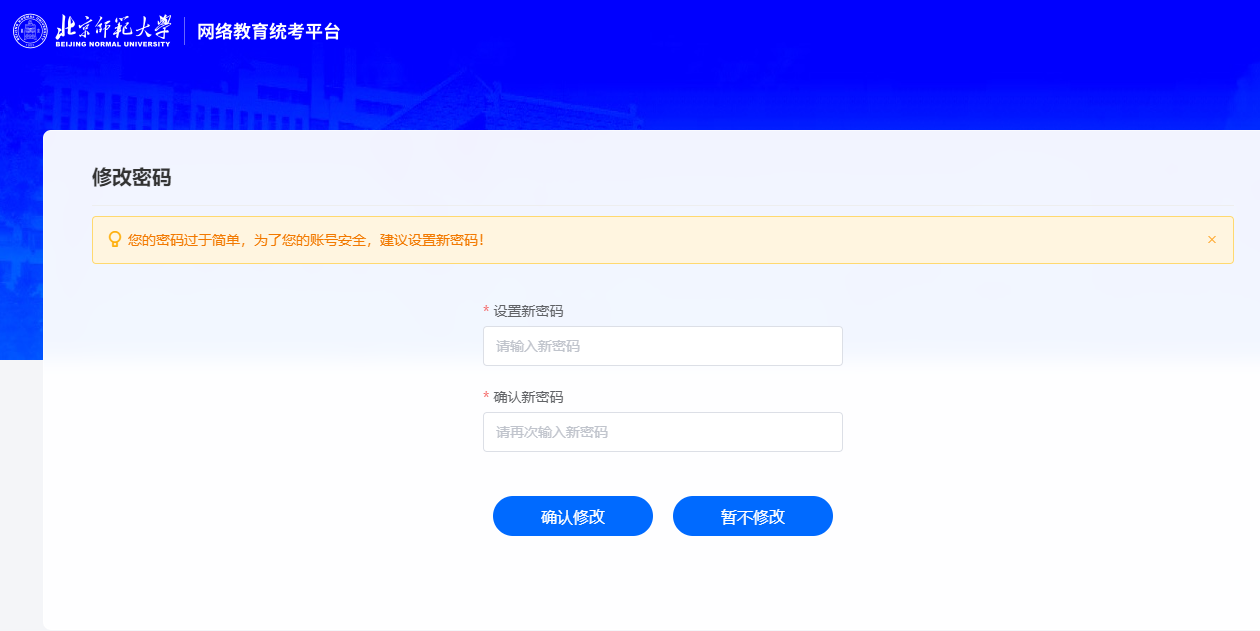 北京师范大学
BEIJING NORMAL UNIVERSITY
网络教育统考平台
修改密码
您的密码过于简单，为了您的账号安全，建议设置新密码！
* 设置新密码
请输入新密码
* 确认新密码
请再次输入新密码
确认修改 暂不修改